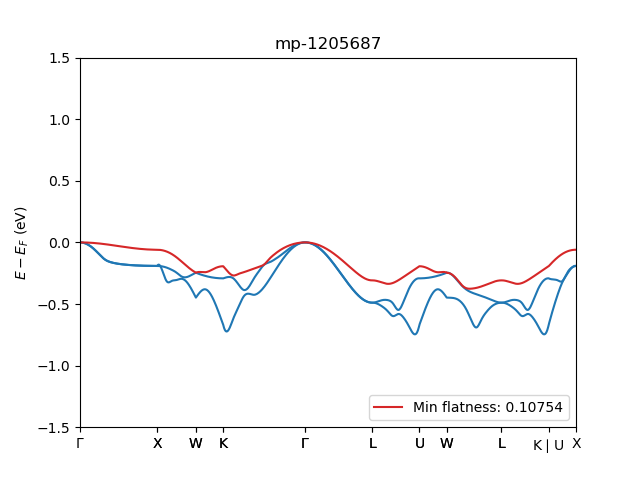 mp-1205687
E − E_F (eV)
1.5
1.0
0.5
0.0
−0.5
−1.0
−1.5
Min flatness: 0.10754
Γ X W K Γ L U W L K | U X